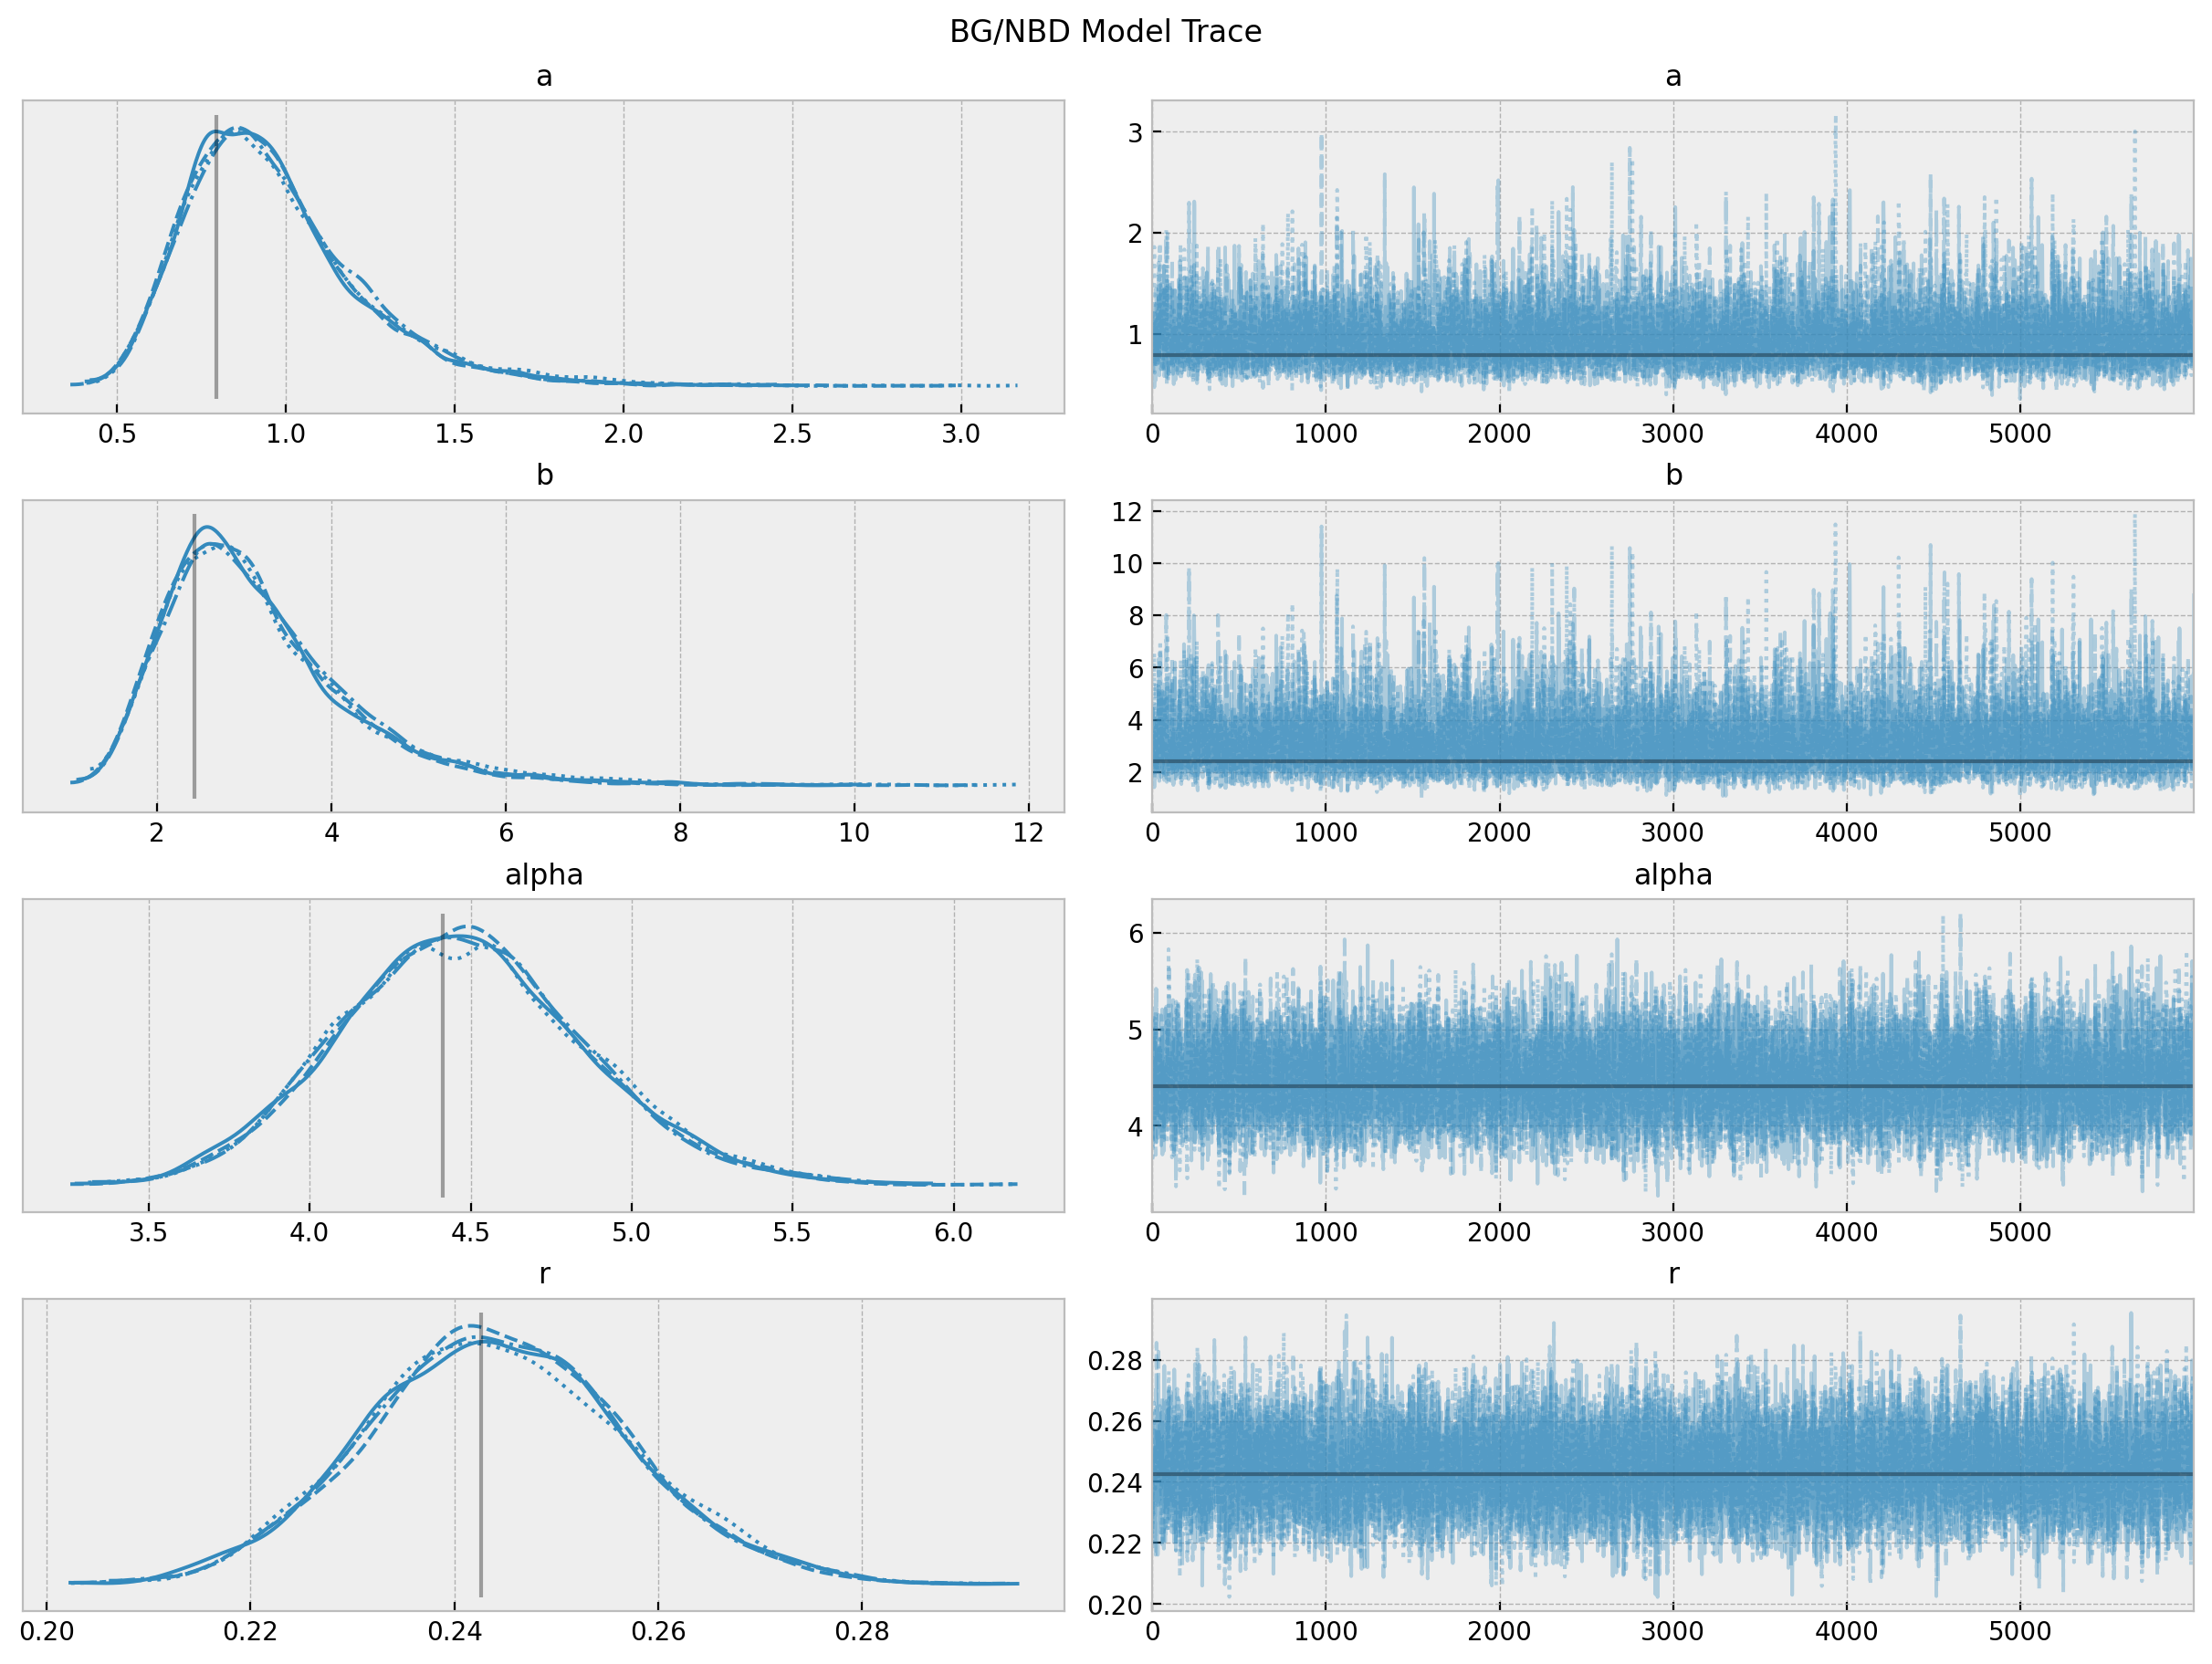 BG/NBD Model Trace
a
a
3
2
1
0.5 1.0 1.5 2.0 2.5 3.0
0 1000 2000 3000 4000 5000
b
b
12
10
8
6
4
2
2 4 6 8 10 12
0 1000 2000 3000 4000 5000
alpha
alpha
6
5
4
3.5 4.0 4.5 5.0 5.5 6.0
0 1000 2000 3000 4000 5000
r
r
0.28
0.26
0.24
0.22
0.20
0.20 0.22 0.24 0.26 0.28
0 1000 2000 3000 4000 5000